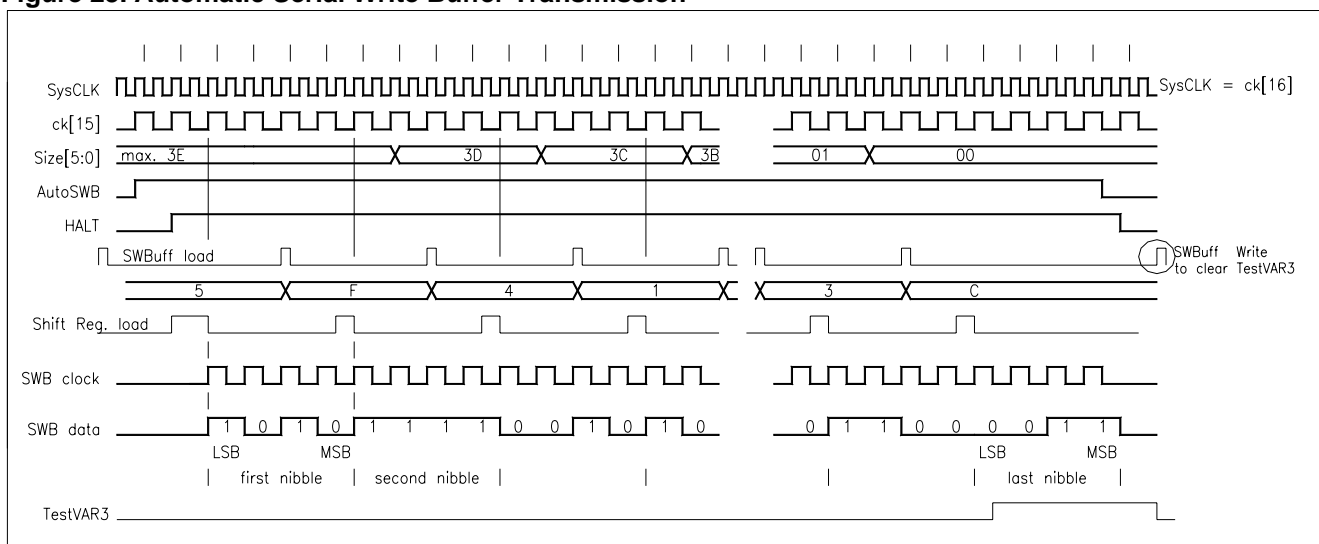 Figure 25. Automatic Serial Write Buffer Transmission
SysCLK
SysCLK = ck[16]
ck[15]
Size[5:0] max. 3E 3D 3C 3B 01 00
AutoSWB
HALT
SWBuff load
SWBuff Write
to clear TestVAR3
5 F 4 1 3 C
Shift Reg. load
SWB clock
SWB data 1 0 1 0 1 1 1 1 0 0 1 0 1 0 0 1 1 0 0 0 0 1 1
LSB MSB LSB MSB
first nibble second nibble last nibble
TestVAR3